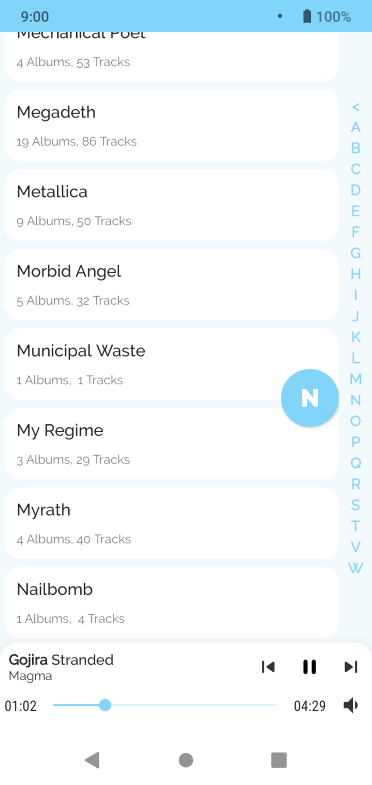 9:00
100%
Mechanical Poet
4 Albums, 53 Tracks
Megadeth
19 Albums, 86 Tracks
Metallica
9 Albums, 50 Tracks
Morbid Angel
5 Albums, 32 Tracks
Municipal Waste
1 Albums, 1 Tracks
My Regime
3 Albums, 29 Tracks
Myrath
4 Albums, 40 Tracks
Nailbomb
1 Albums, 4 Tracks
<
A
B
C
D
E
F
G
H
I
J
K
L
M
N
O
P
Q
R
S
T
V
W
N
Gojira Stranded
Magma
01:02
04:29